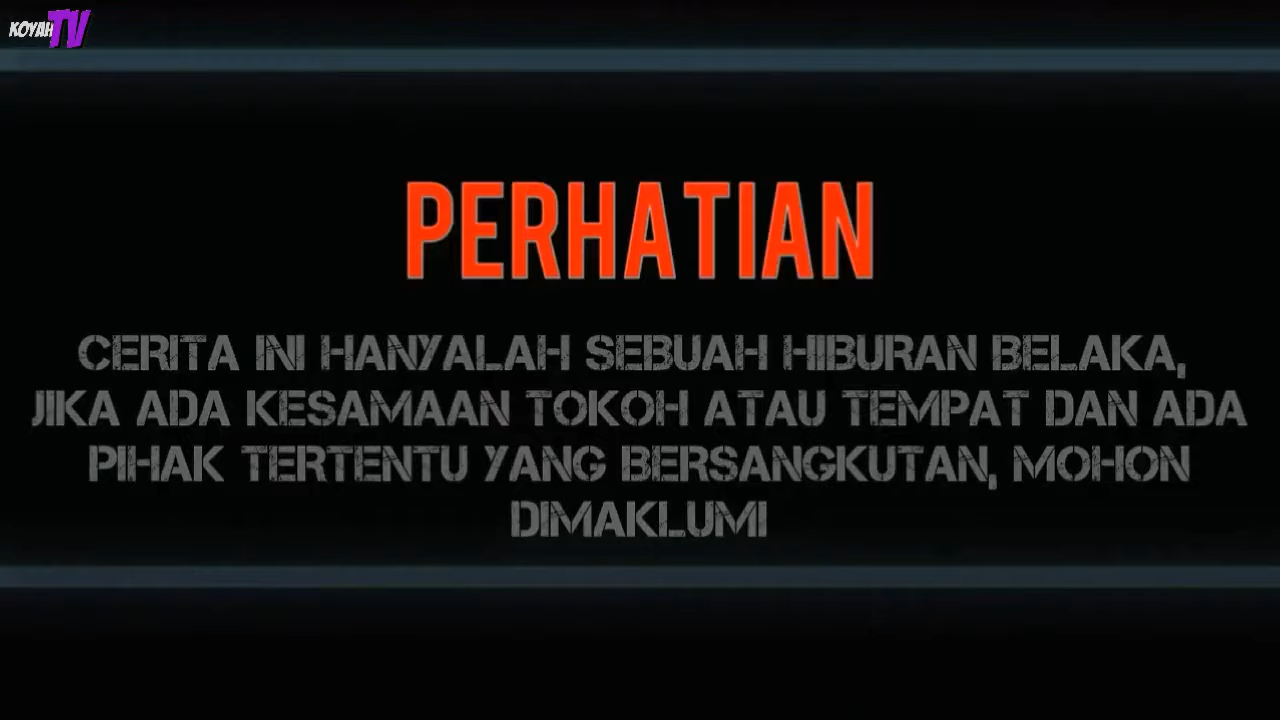 KOYAH TV
PERHATIAN
CERITA INI HANYALAH SEBUAH HIBURAN BELAKA,
JIKA ADA KESAMAAN TOKOH ATAU TEMPAT DAN ADA
PIHAK TERTENTU YANG BERSANGKUTAN, MOHON
DIMAKLUMI